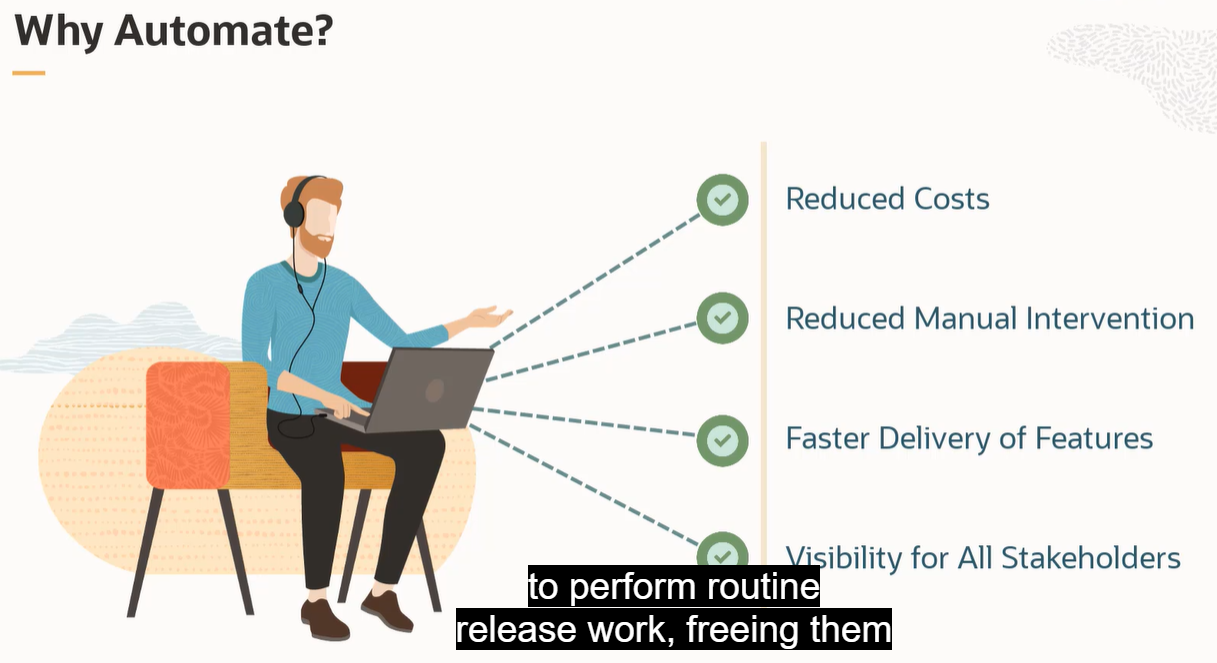 Why Automate?
Reduced Costs
Reduced Manual Intervention
Faster Delivery of Features
Visibility for All Stakeholders
to perform routine
release work, freeing them